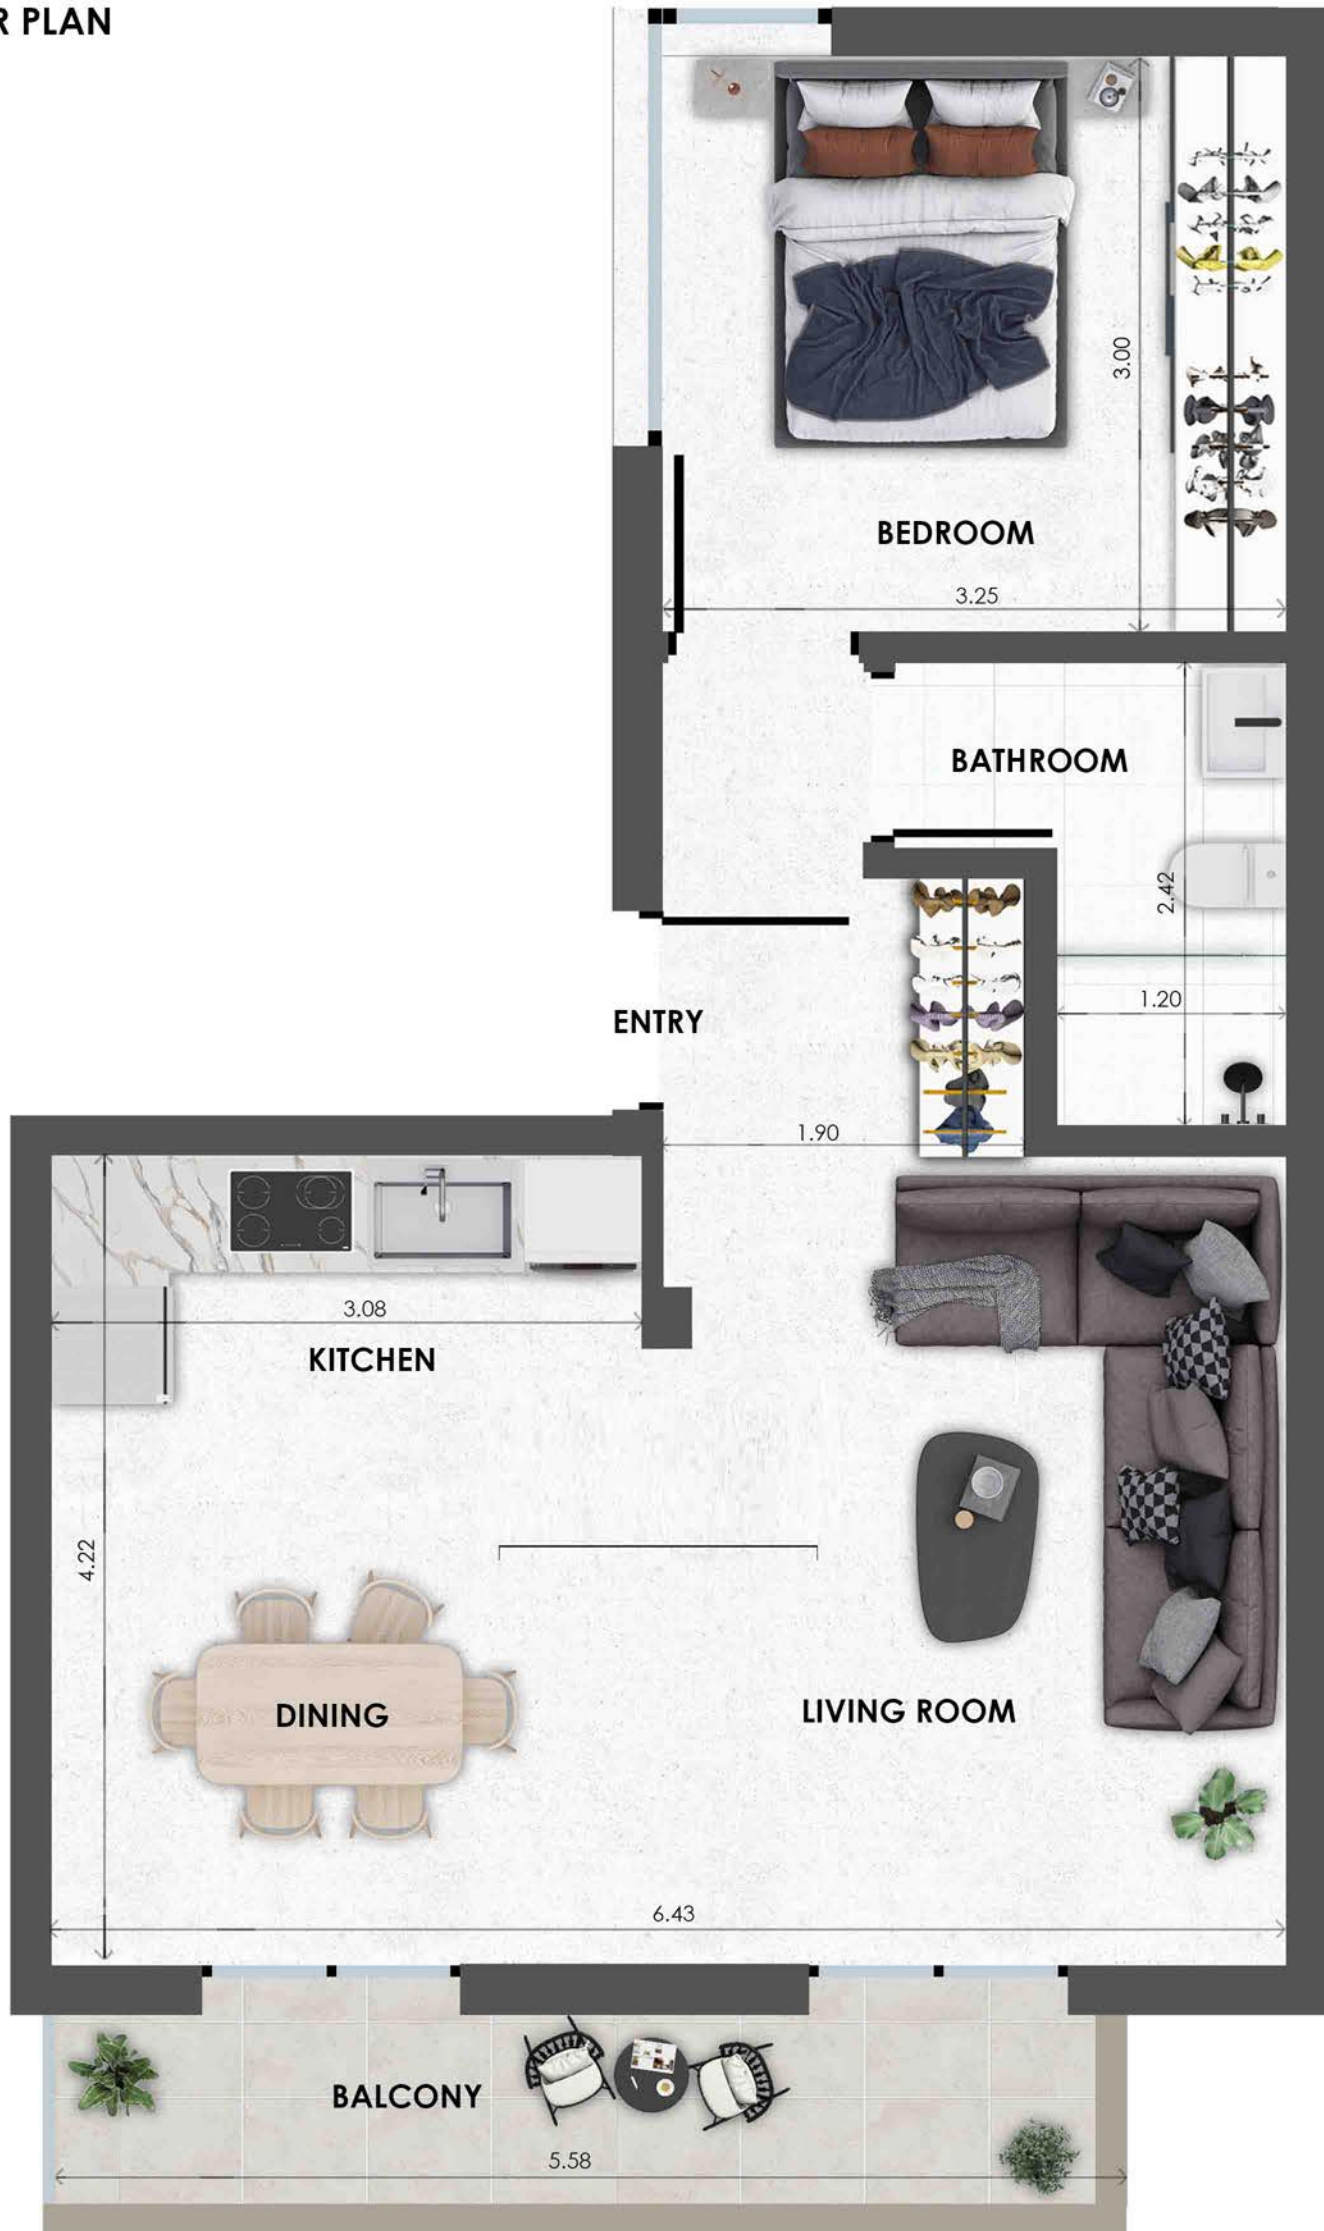 R PLAN
3.00
BEDROOM
3.25
BATHROOM
2.42
1.20
ENTRY
1.90
3.08
KITCHEN
4.22
DINING
LIVING ROOM
6.43
BALCONY
5.58